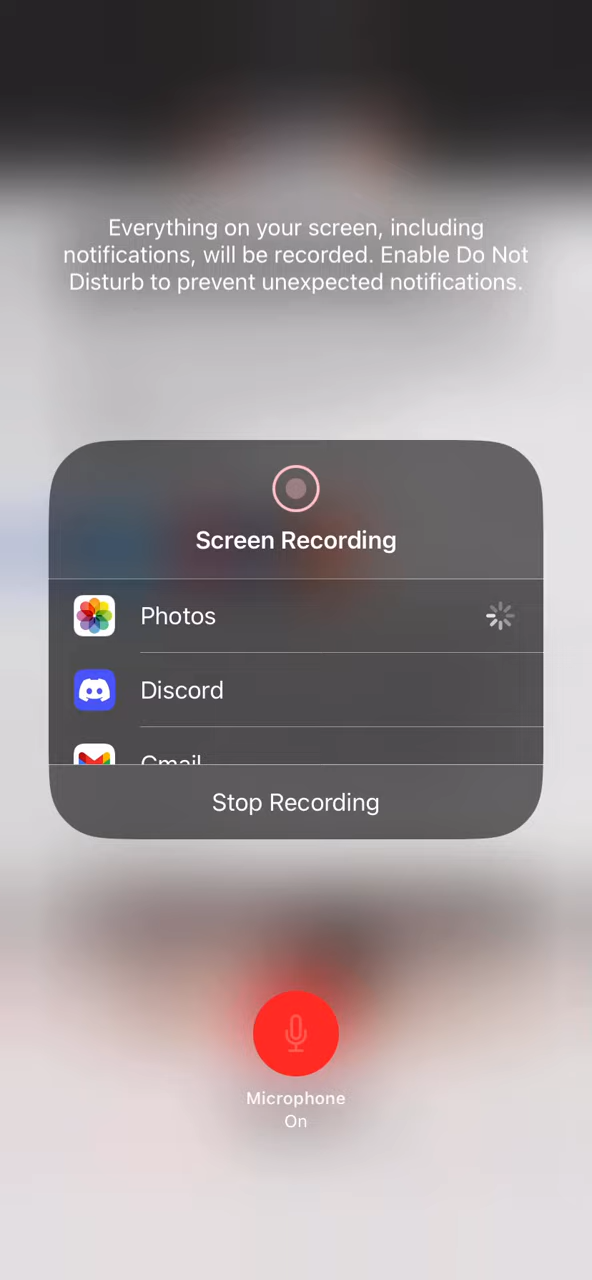 Everything on your screen, including
notifications, will be recorded. Enable Do Not
Disturb to prevent unexpected notifications.
Screen Recording
Photos
Discord
Gmail
Stop Recording
Microphone
On